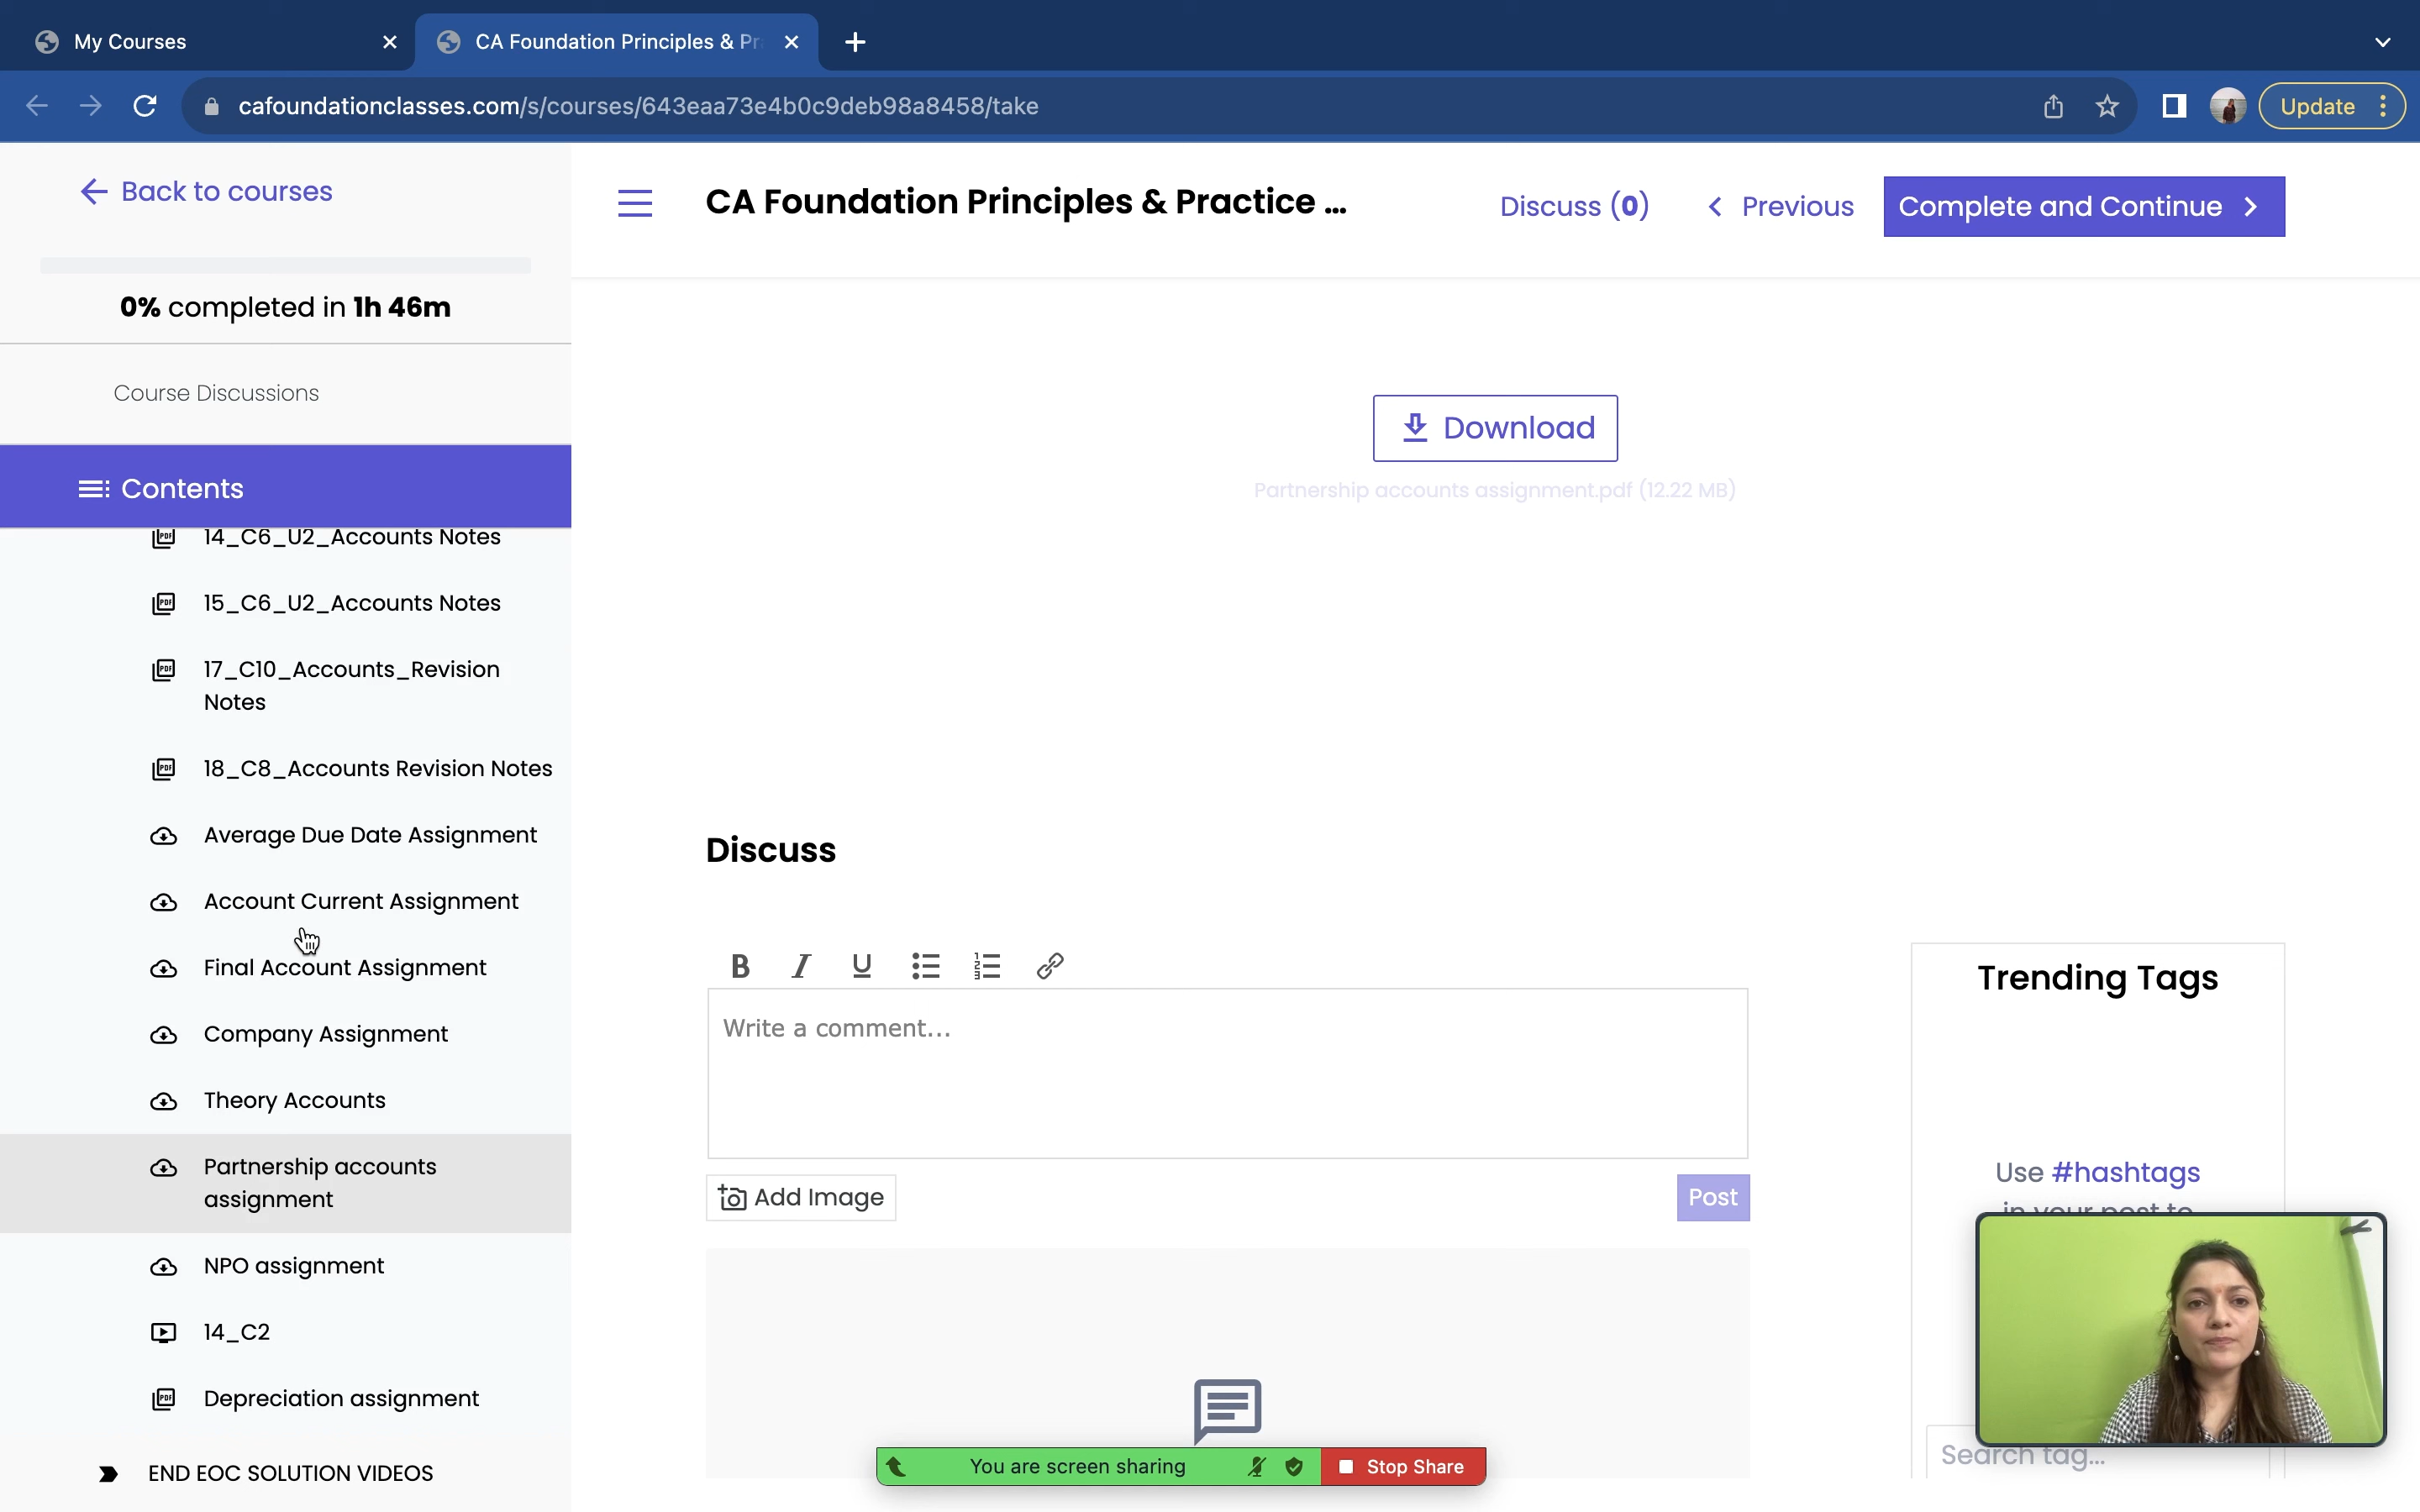 My Courses
CA Foundation Principles & Pr
cafoundationclasses.com/s/courses/643eaa73e4b0c9deb98a8458/take
Update
Back to courses
0% completed in 1h 46m
Course Discussions
Contents
14_C6_U2_Accounts Notes
15_C6_U2_Accounts Notes
17_C10_Accounts_Revision
Notes
18_C8_Accounts Revision Notes
Average Due Date Assignment
Account Current Assignment
Final Account Assignment
Company Assignment
Theory Accounts
Partnership accounts
assignment
NPO assignment
14_C2
Depreciation assignment
END EOC SOLUTION VIDEOS
CA Foundation Principles & Practice ...
Discuss (0)
Previous
Complete and Continue
Download
Partnership accounts assignment.pdf (12.22 MB)
Discuss
B I U
Write a comment...
Add Image
Post
Trending Tags
Use #hashtags
in your post to
Search tag...
You are screen sharing
Stop Share